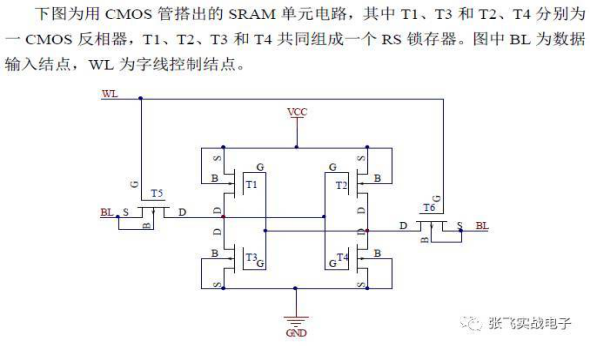 下图为用 CMOS 管搭出的 SRAM 单元电路，其中 T1、T3 和 T2、T4 分别为
一 CMOS 反相器，T1、T2、T3 和 T4 共同组成一个 RS 锁存器。图中 BL 为数据
输入结点，WL 为字线控制结点。
WL
VCC
S
S
G
G
G
T5
B
T1
T2
B
G
T6
BL
S
D
D
D
D
S
BL
B
D
D
B
B
T3
B
T4
B
G
G
S
S
GND
张飞实战电子